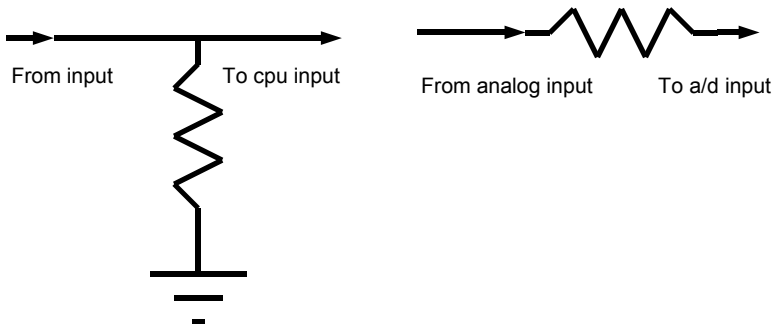 From input
To cpu input
From analog input
To a/d input